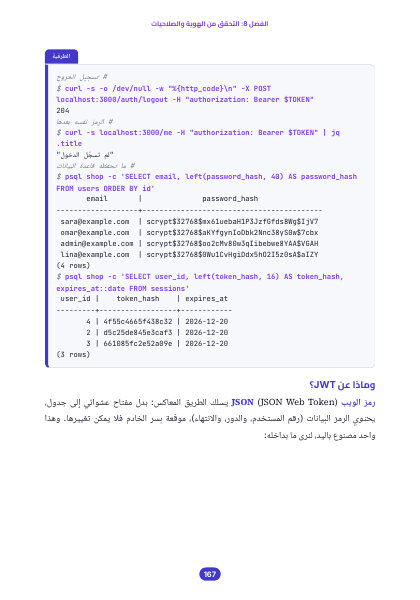 الفصل 8: التحقق من الهوية والصلاحيات
الطرفية
# تسجيل الخروج
$ curl -s -o /dev/null -w "%{http_code}\n" -X POST
localhost:3000/auth/logout -H "authorization: Bearer $TOKEN"
204
# الرمز نفسه بعدها
$ curl -s localhost:3000/me -H "authorization: Bearer $TOKEN" | jq
.title
"لم تسجّل الدخول"
# ما تحفظه قاعدة البيانات
$ psql shop -c 'SELECT email, left(password_hash, 40) AS password_hash
FROM users ORDER BY id'
email | password_hash
-------------------+------------------------------------------
sara@example.com | scrypt$32768$mx61uebaH1P3JzfGfds8Wg$IjV7
omar@example.com | scrypt$32768$aKYfgynIoDbk2Nnc38yS0w$7cbx
admin@example.com | scrypt$32768$oo2cMv80w3qIibebwe8YAA$VGAH
lina@example.com | scrypt$32768$0Wu1CvHgiDdx5hO2I5z0sA$aIZY
(4 rows)
$ psql shop -c 'SELECT user_id, left(token_hash, 16) AS token_hash,
expires_at::date FROM sessions'
user_id | token_hash | expires_at
---------+------------------+------------
4 | 4f55c4665f438c32 | 2026-12-20
2 | d5c25de845e3caf3 | 2026-12-20
3 | 661085fc2e52a09e | 2026-12-20
(3 rows)
وماذا عن JWT؟
رمز الويب JSON (JSON Web Token) يسلك الطريق المعاكس: بدل مفتاح عشوائي إلى جدول،
يحتوي الرمز البيانات (رقم المستخدم، والدور، والانتهاء)، موقّعة بسر الخادم فلا يمكن تغييرها. وهذا
واحد مصنوع باليد، لنرى ما بداخله:
167